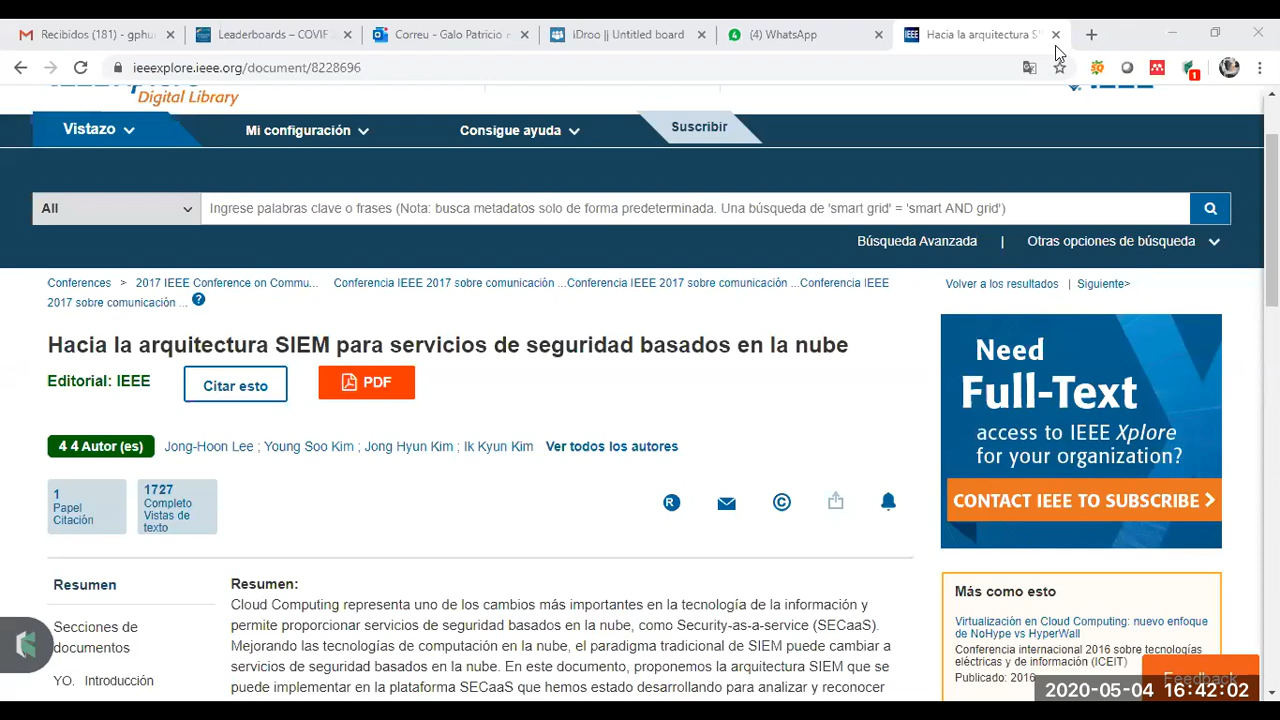 Recibidos (181) - gphu
Leaderboards – COVIF
Correu - Galo Patricio
iDroo || Untitled board
(4) WhatsApp
IEEE Hacia la arquitectura SI
ieeexplore.ieee.org/document/8228696
1
Digital Library
IEEE
Vistazo
Mi configuración
Consigue ayuda
Suscribir
All
Ingrese palabras clave o frases (Nota: busca metadatos solo de forma predeterminada. Una búsqueda de 'smart grid' = 'smart AND grid')
Búsqueda Avanzada | Otras opciones de búsqueda
Conferences > 2017 IEEE Conference on Commu... Conferencia IEEE 2017 sobre comunicación ...Conferencia IEEE 2017 sobre comunicación ...Conferencia IEEE
2017 sobre comunicación ... ?
Volver a los resultados | Siguiente>
Hacia la arquitectura SIEM para servicios de seguridad basados en la nube
Editorial: IEEE
Citar esto
PDF
4 4 Autor (es)
Jong-Hoon Lee ; Young Soo Kim ; Jong Hyun Kim ; Ik Kyun Kim
Ver todos los autores
1
Papel
Citación
1727
Completo
Vistas de
texto
R
©
Need
Full-Text
access to IEEE Xplore
for your organization?
CONTACT IEEE TO SUBSCRIBE >
Resumen
Secciones de
documentos
YO. Introducción
Resumen:
Cloud Computing representa uno de los cambios más importantes en la tecnología de la información y
permite proporcionar servicios de seguridad basados en la nube, como Security-as-a-service (SECaaS).
Mejorando las tecnologías de computación en la nube, el paradigma tradicional de SIEM puede cambiar a
servicios de seguridad basados en la nube. En este documento, proponemos la arquitectura SIEM que se
puede implementar en la plataforma SECaaS que hemos estado desarrollando para analizar y reconocer
Más como esto
Virtualización en Cloud Computing: nuevo enfoque
de NoHype vs HyperWall
Conferencia internacional 2016 sobre tecnologías
eléctricas y de información (ICEIT)
Publicado: 2016
Feedback
2020-05-04 16:42:02